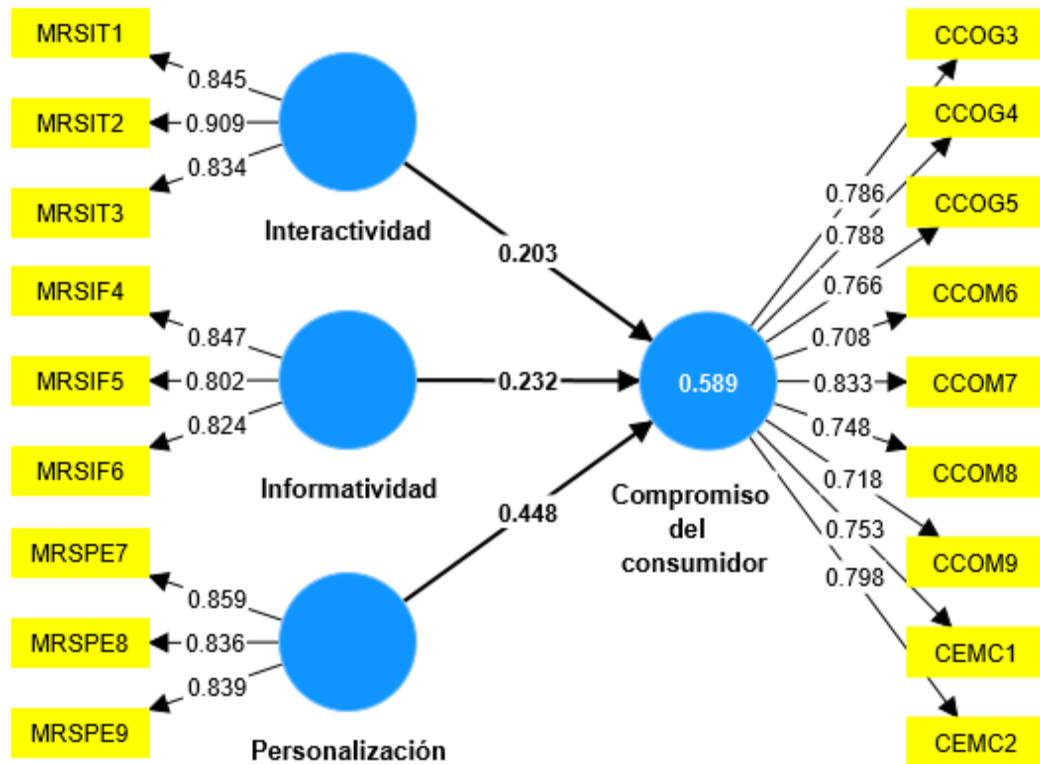 MRSIT1
MRSIT2
MRSIT3
0.845
0.909
0.834
Interactividad
MRSIF4
MRSIF5
MRSIF6
0.847
0.802
0.824
Informatividad
MRSPE7
MRSPE8
MRSPE9
0.859
0.836
0.839
Personalización
0.203
0.232
0.448
0.589
Compromiso
del
consumidor
0.786
0.788
0.766
0.708
0.833
0.748
0.718
0.753
0.798
CCOG3
CCOG4
CCOG5
CCOM6
CCOM7
CCOM8
CCOM9
CEMC1
CEMC2